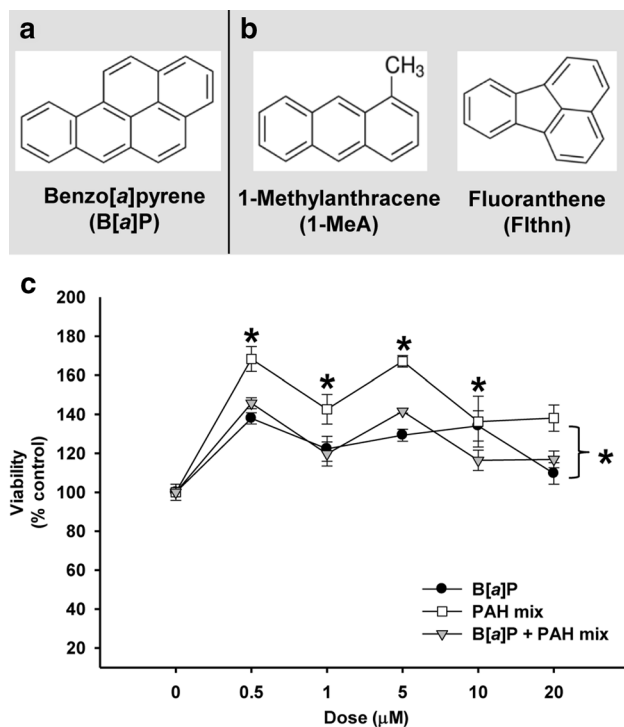 a
b
CH3
Benzo[a]pyrene
(B[a]P)
1-Methylanthracene
(1-MeA)
Fluoranthene
(Flthn)
c
200
180
160
140
120
100
80
60
40
20
Viability
(% control)
*
*
*
*
*
B[a]P
PAH mix
B[a]P + PAH mix
0
0.5
1
5
10
20
Dose (μM)